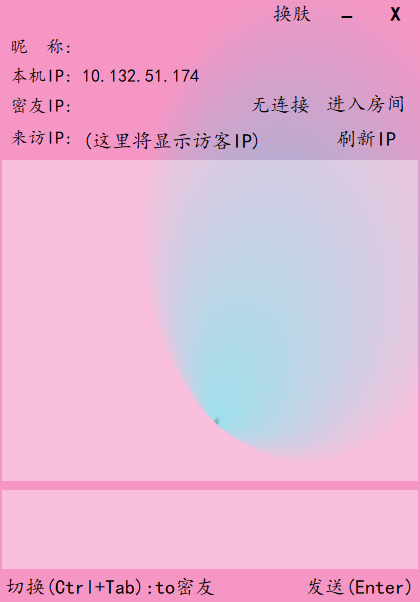 换肤 — X
昵 称:
本机IP: 10.132.51.174
密友IP: 无连接 进入房间
来访IP: (这里将显示访客IP) 刷新IP
切换(Ctrl+Tab):to密友 发送(Enter)